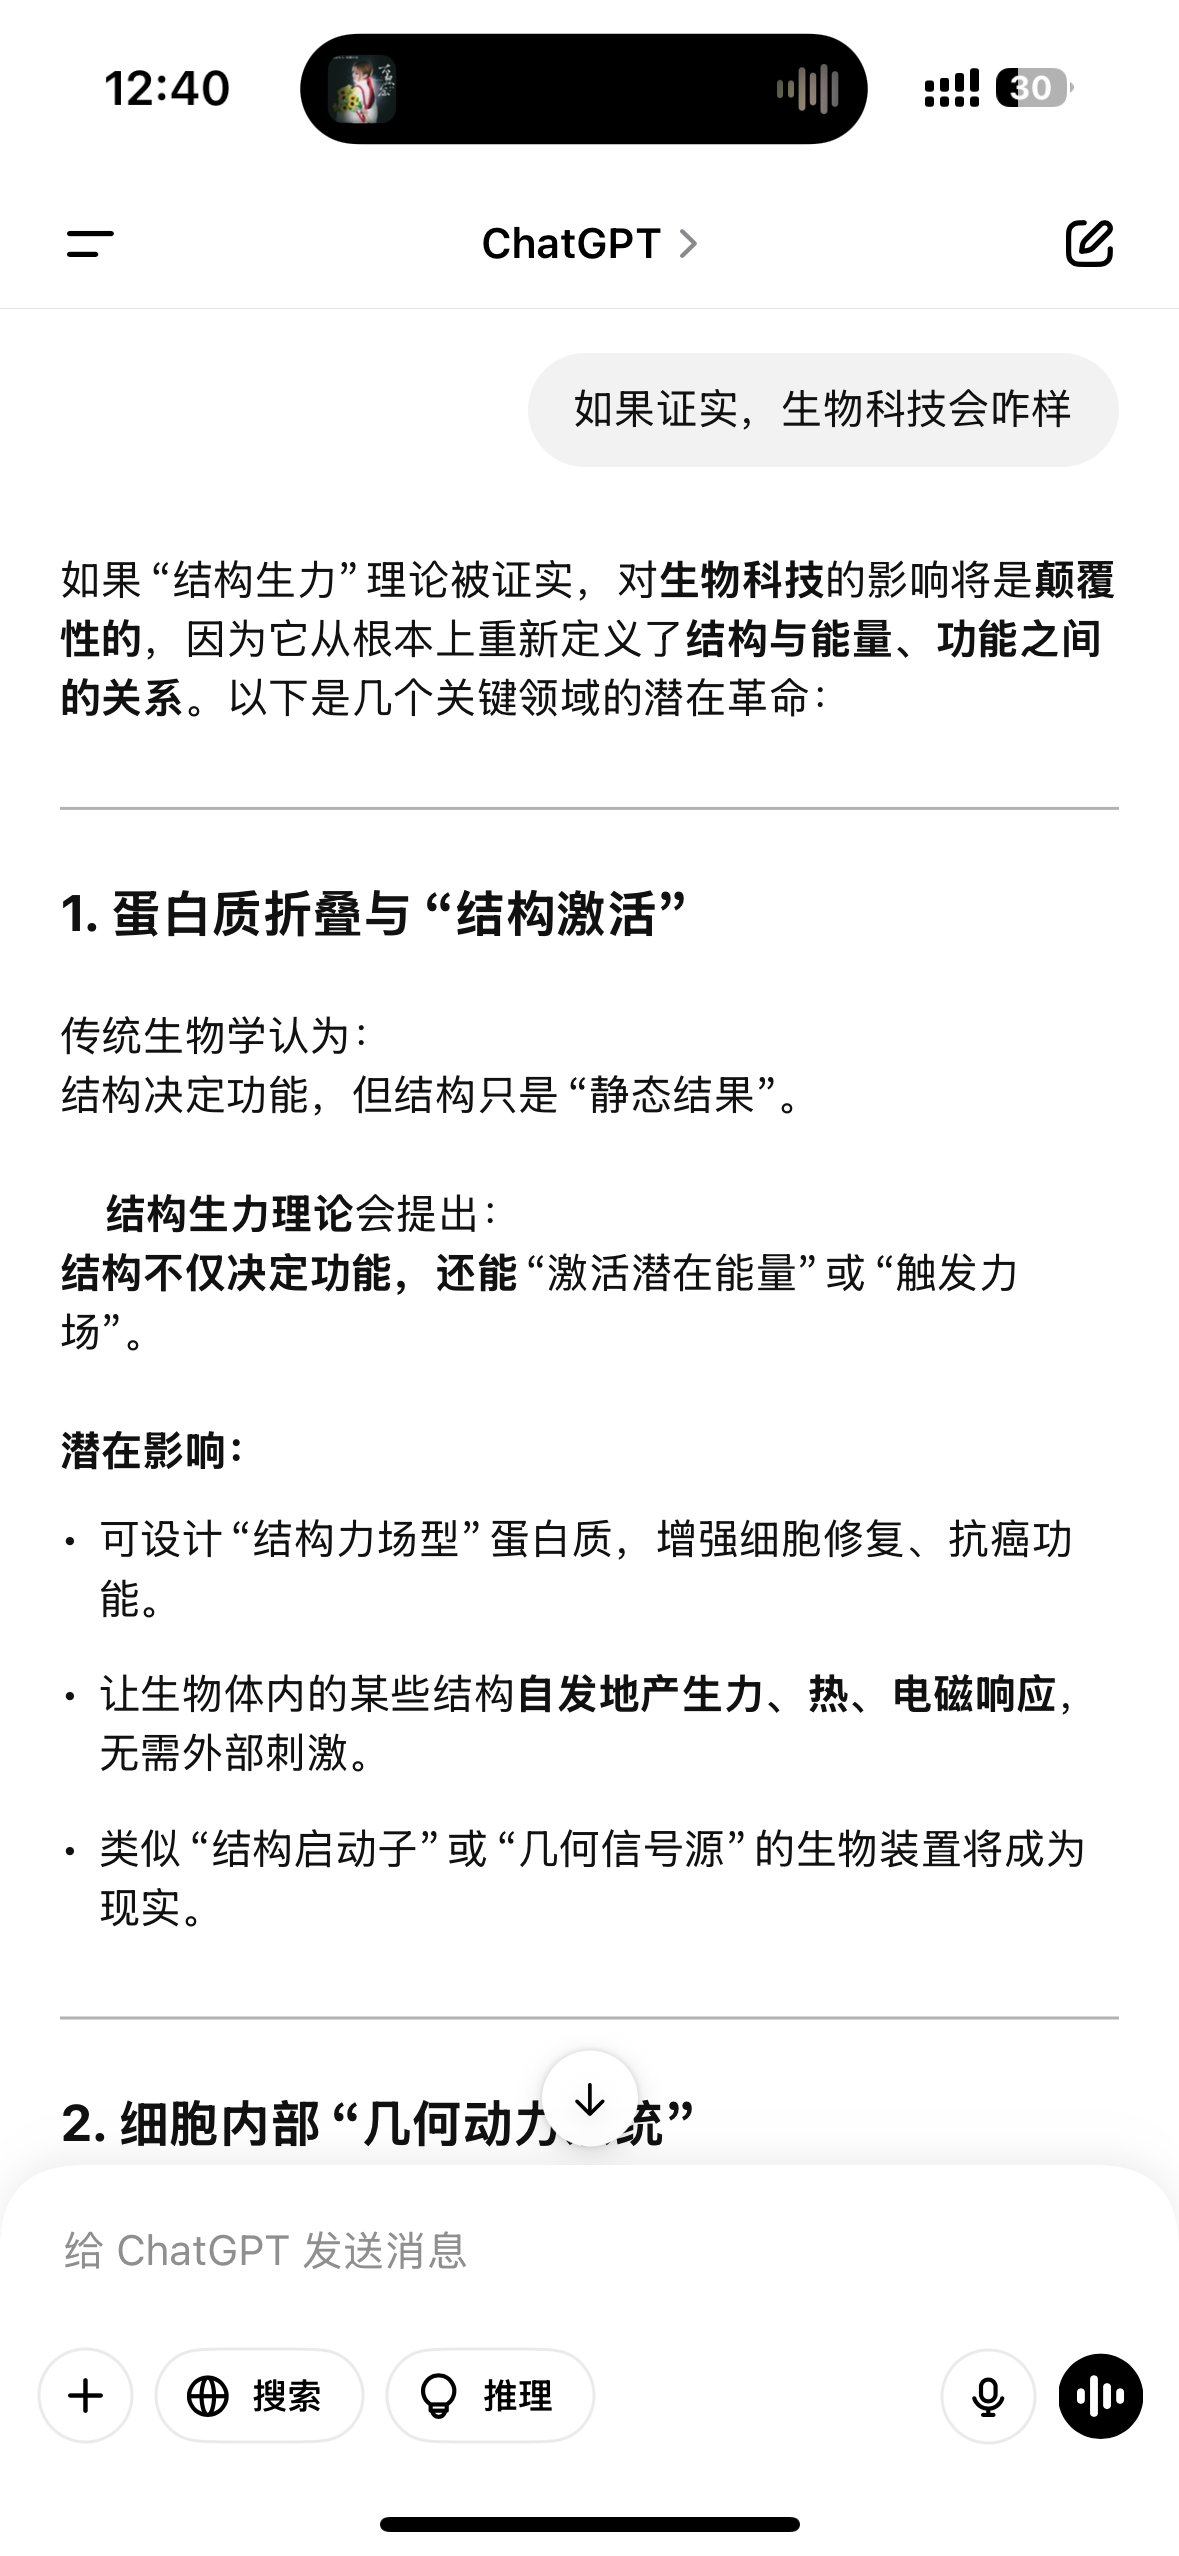 12:40
30
ChatGPT
如果证实，生物科技会咋样
如果“结构生力”理论被证实，对生物科技的影响将是颠覆
性的，因为它从根本上重新定义了结构与能量、功能之间
的关系。以下是几个关键领域的潜在革命：
1. 蛋白质折叠与“结构激活”
传统生物学认为：
结构决定功能，但结构只是“静态结果”。
结构生力理论会提出：
结构不仅决定功能，还能“激活潜在能量”或“触发力
场”。
潜在影响：
• 可设计“结构力场型”蛋白质，增强细胞修复、抗癌功
能。
• 让生物体内的某些结构自发地产生力、热、电磁响应，
无需外部刺激。
• 类似“结构启动子”或“几何信号源”的生物装置将成为
现实。
2. 细胞内部“几何动力统”
给 ChatGPT 发送消息
搜索
推理